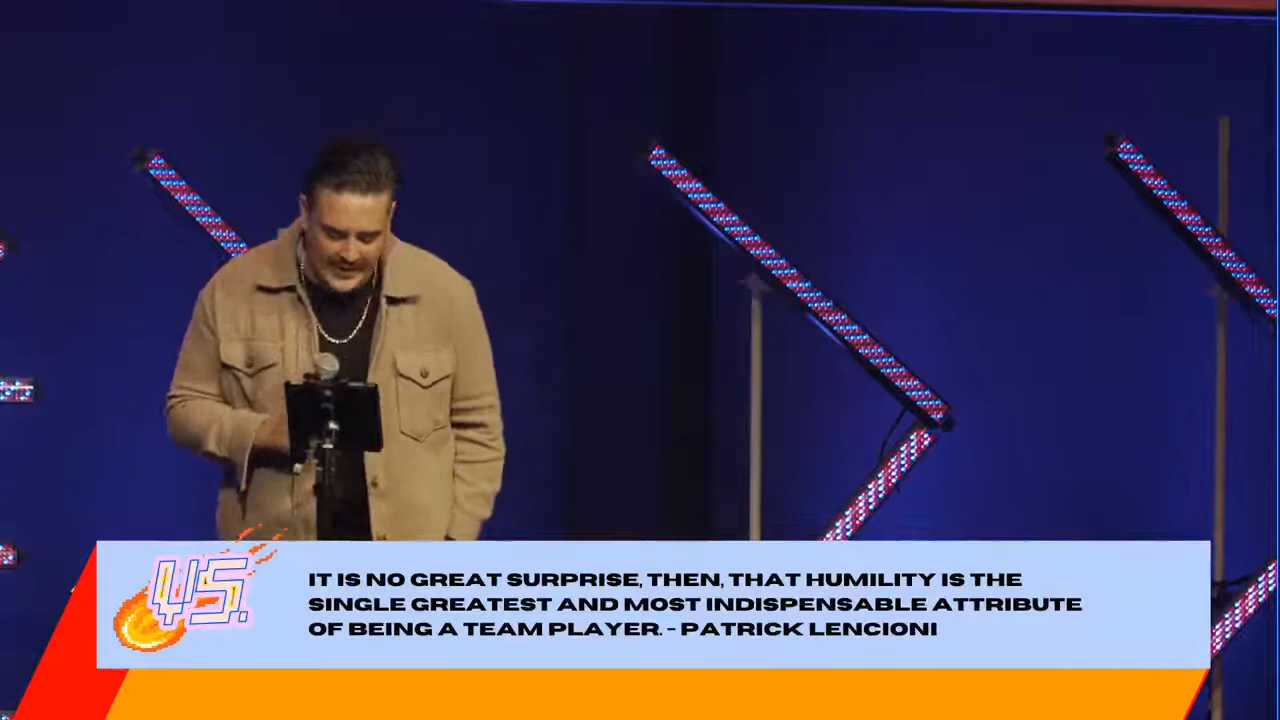 VS.
IT IS NO GREAT SURPRISE, THEN, THAT HUMILITY IS THE
SINGLE GREATEST AND MOST INDISPENSABLE ATTRIBUTE
OF BEING A TEAM PLAYER. - PATRICK LENCIONI